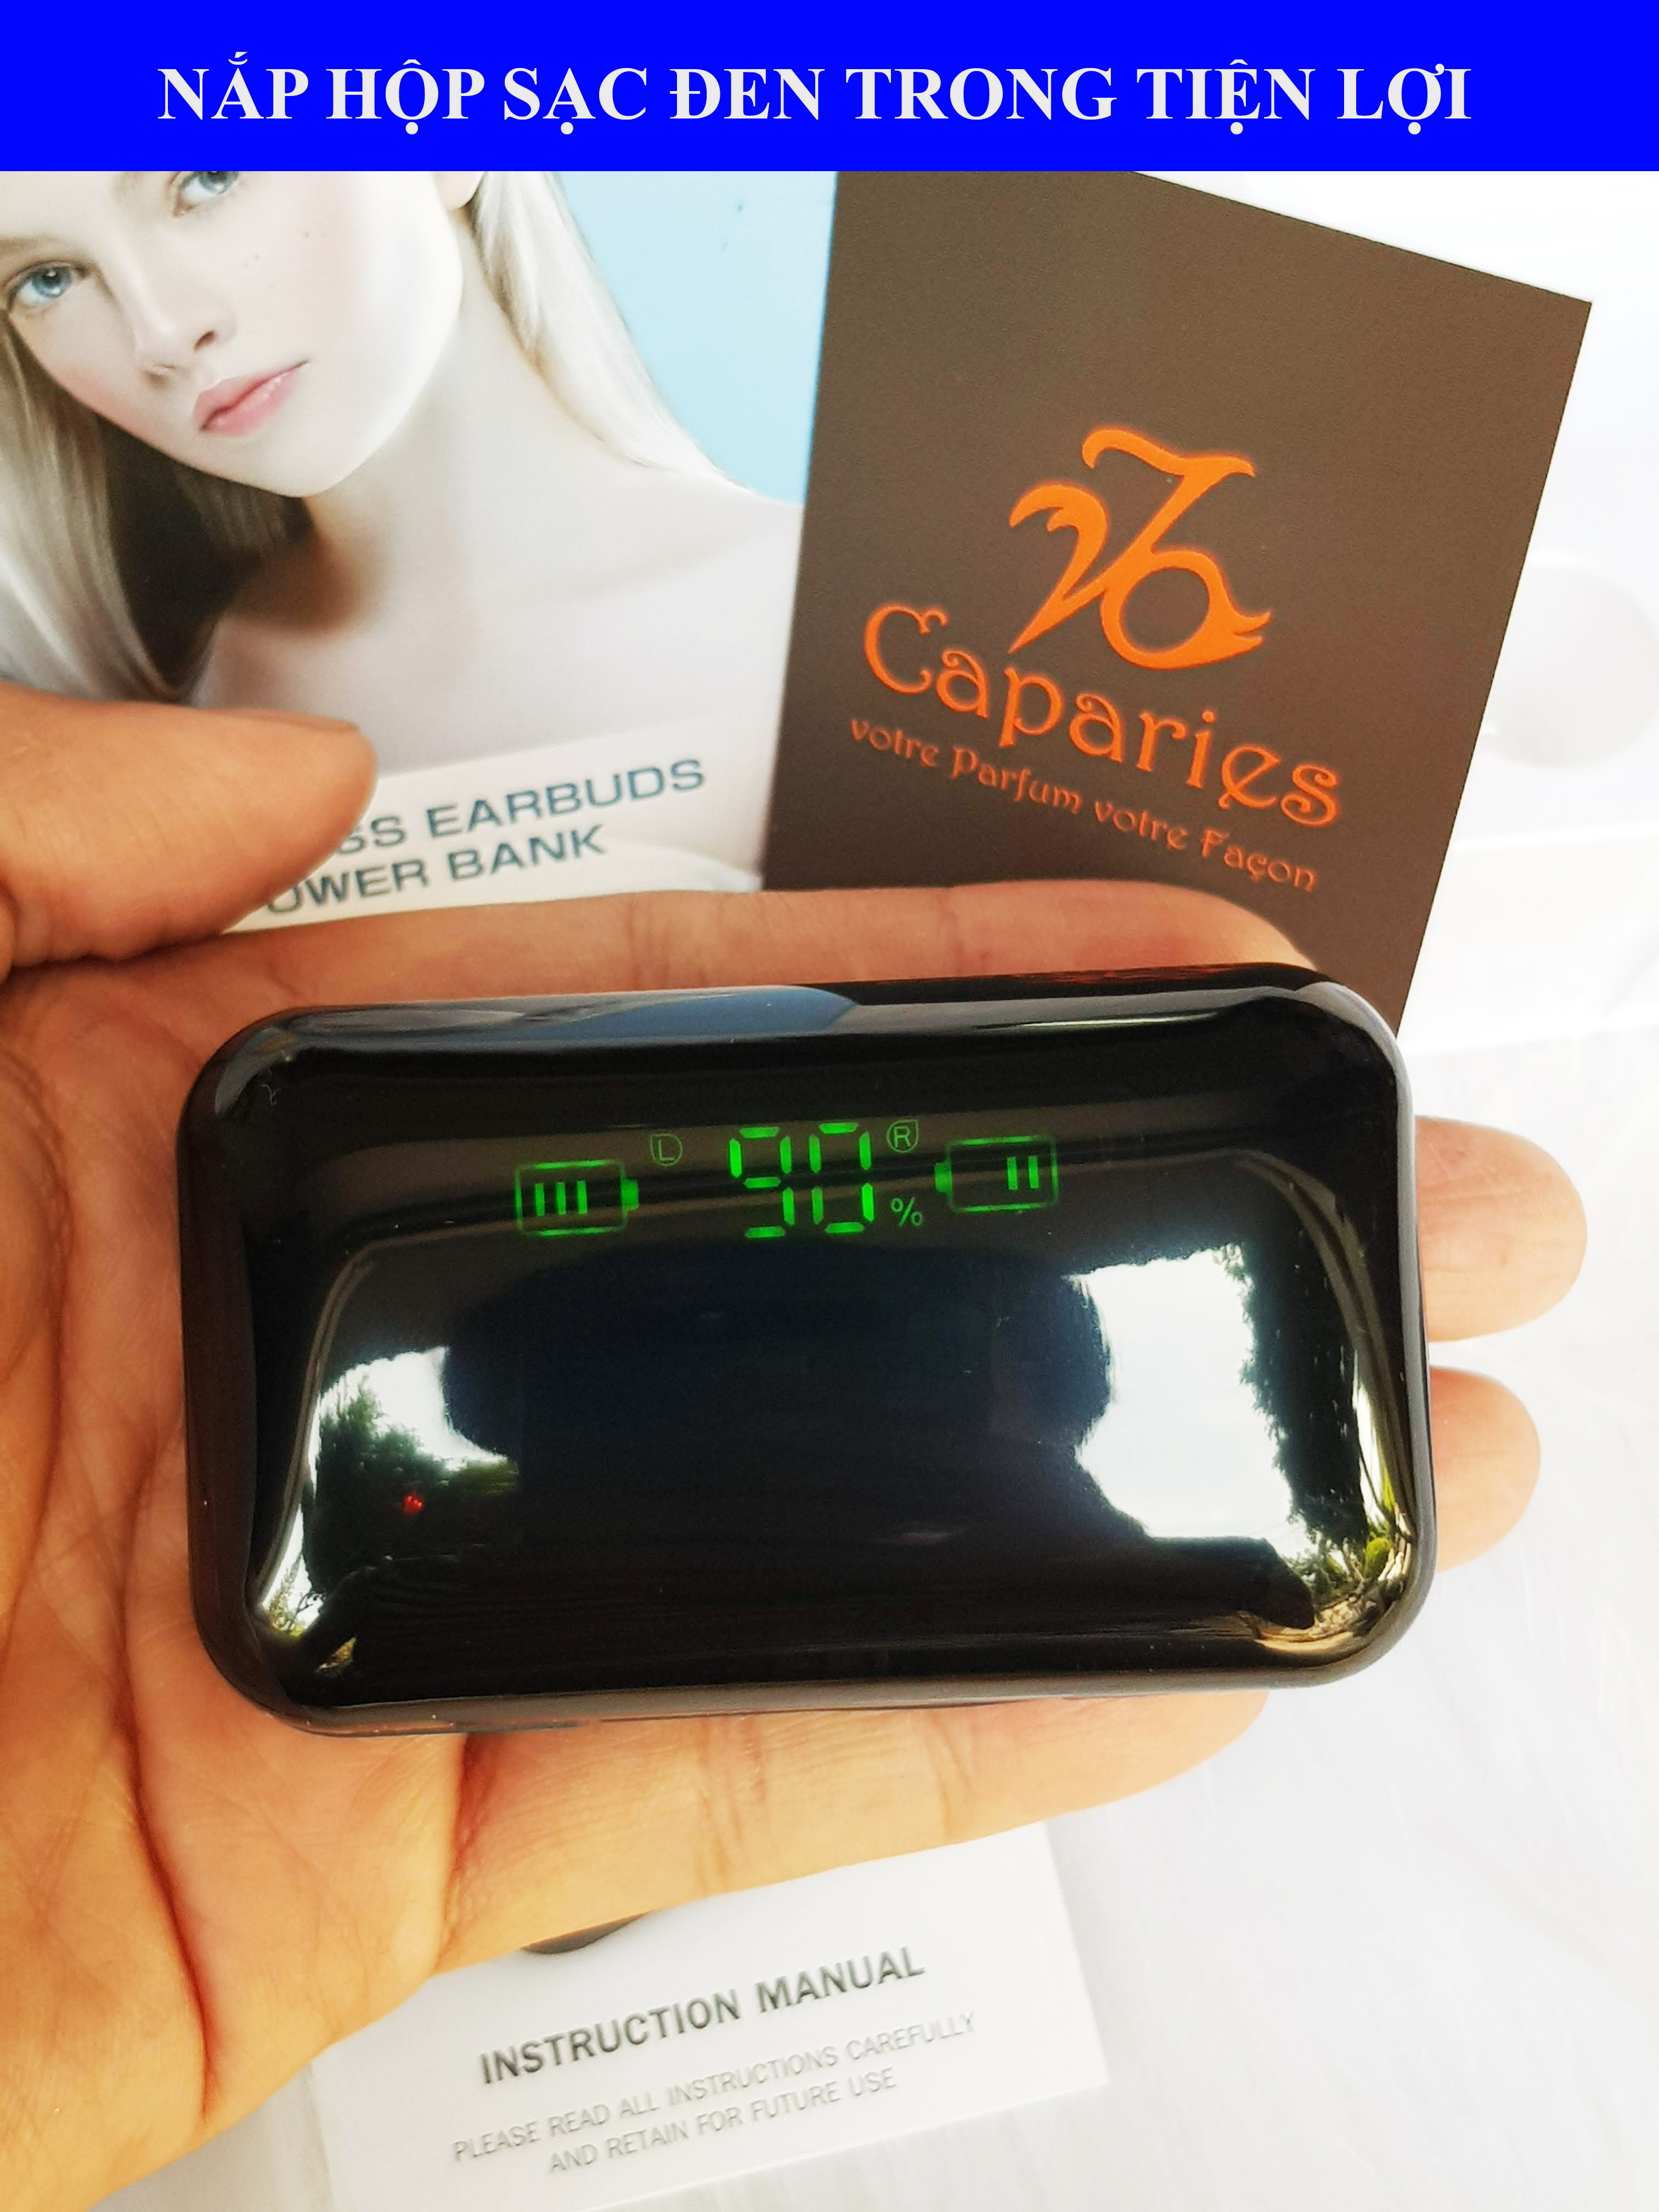 NẮP HỘP SẠC ĐEN TRONG TIỆN LỢI
Caparies
votre Parfum votre Façon
EARBUDS
BANK
L
90
R
%
INSTRUCTION MANUAL
PLEASE READ ALL INSTRUCTIONS CAREFULLY
AND RETAIN FOR FUTURE USE